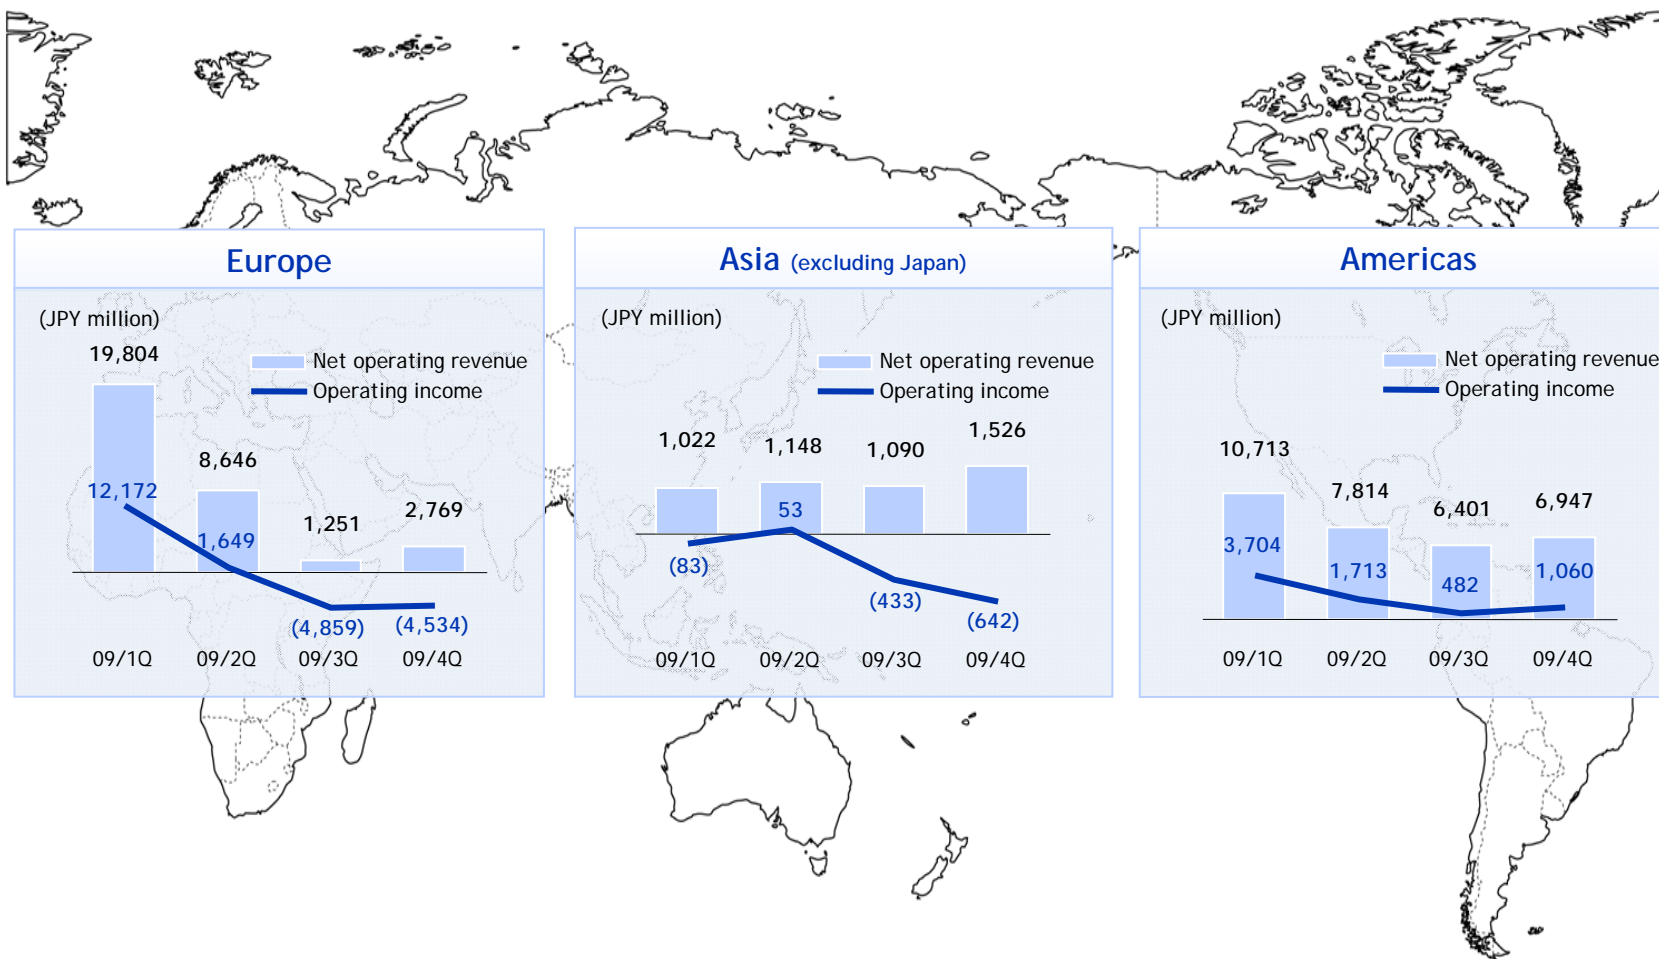 Europe
(JPY million)
19,804
Net operating revenue
Operating income
8,646
12,172
2,769
1,251
1,649
(4,859)
(4,534)
09/1Q
09/2Q
09/3Q
09/4Q
Asia (excluding Japan)
(JPY million)
Net operating revenue
Operating income
1,022
1,148
1,090
1,526
53
(83)
(433)
(642)
09/1Q
09/2Q
09/3Q
09/4Q
Americas
(JPY million)
Net operating revenue
Operating income
10,713
7,814
6,401
6,947
3,704
1,713
482
1,060
09/1Q
09/2Q
09/3Q
09/4Q